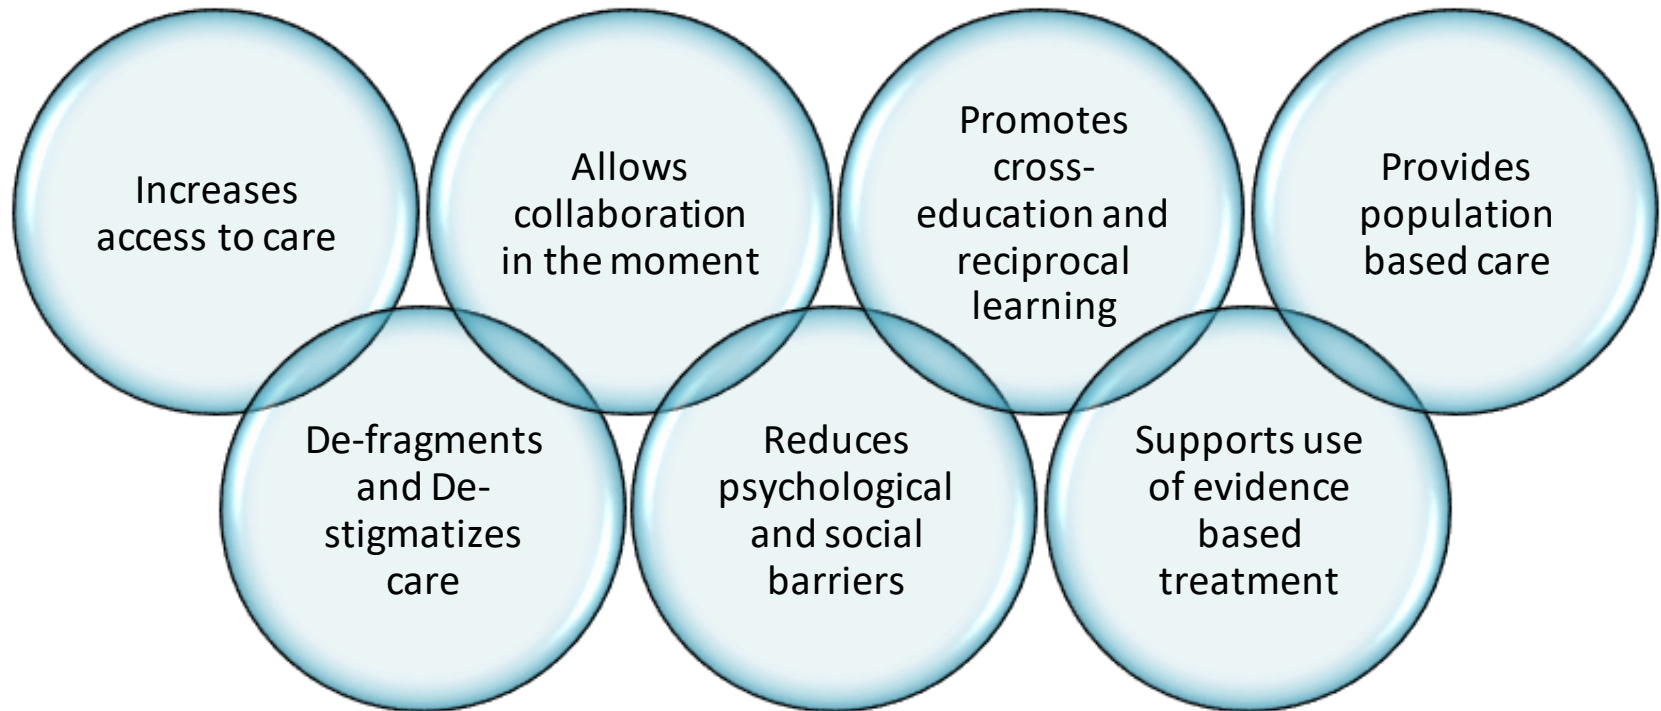 Increases
access to care
Allows
collaboration
in the moment
Promotes
cross-
education and
reciprocal
learning
Provides
population
based care
De-fragments
and De-
stigmatizes
care
Reduces
psychological
and social
barriers
Supports use
of evidence
based
treatment